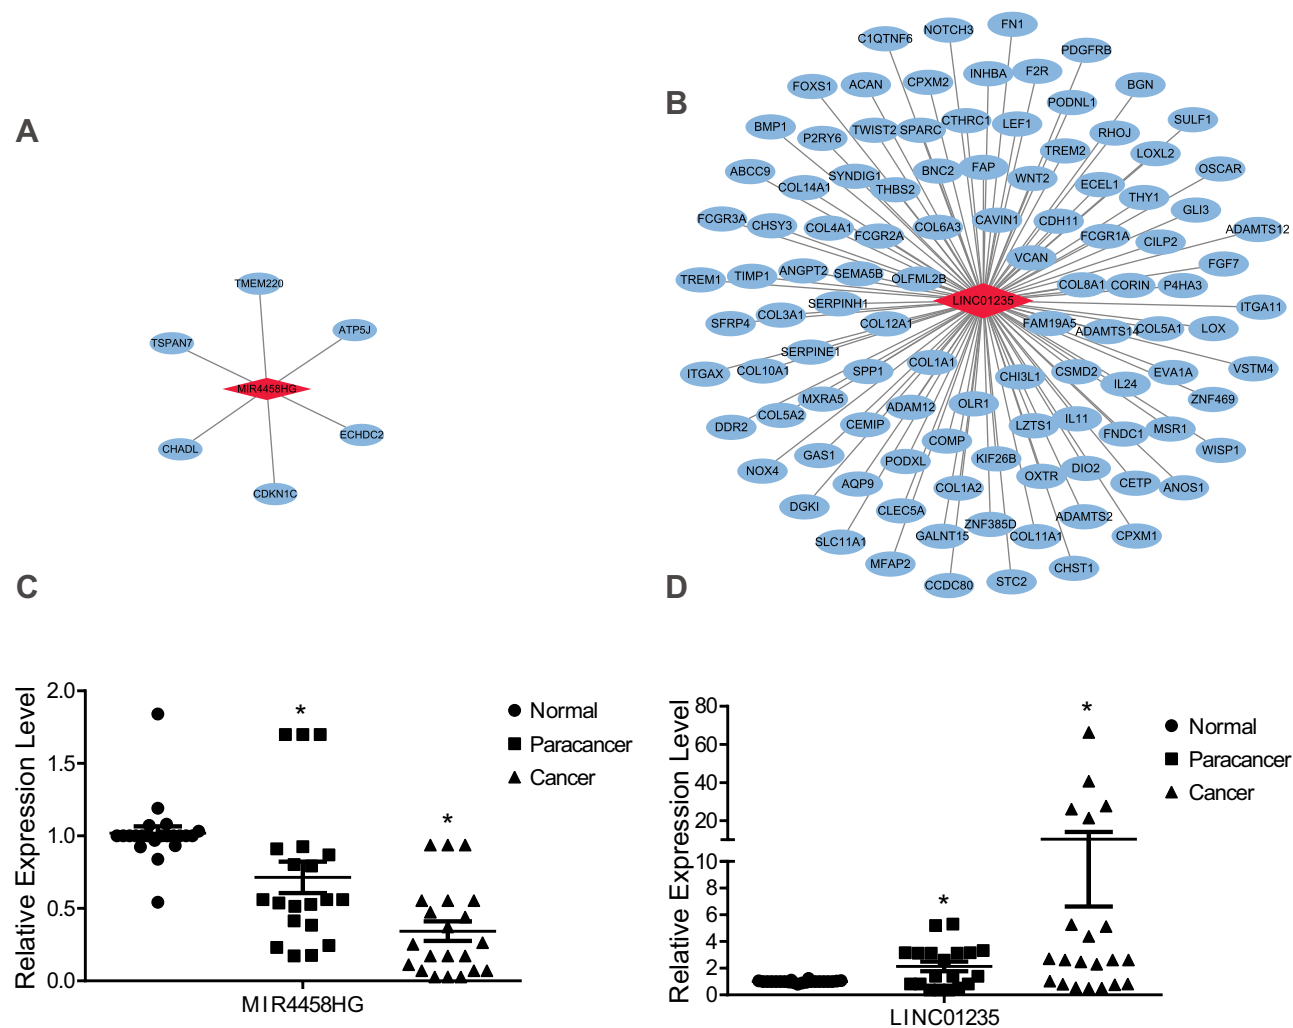 A
TMEM220
ATP5J
TSPAN7
MIR4458HG
ECHDC2
CHADL
CDKN1C
B
FN1
NOTCH3
C1QTNF6
PDGFRB
INHBA
F2R
CPXM2
ACAN
FOXS1
BGN
PODNL1
SULF1
CTHRC1
LEF1
BMP1
P2RY6
TWIST2
SPARC
RHOJ
TREM2
LOXL2
ABCC9
OSCAR
SYNDIG1
BNC2
FAP
WNT2
COL14A1
THBS2
ECEL1
THY1
GLI3
FCGR3A
CHSY3
COL4A1
FCGR2A
COL6A3
CAVIN1
CDH11
FCGR1A
CILP2
ADAMTS12
VCAN
FGF7
TREM1
TIMP1
ANGPT2
SEMA5B
OLFML2B
COL8A1
CORIN
P4HA3
LINC01235
SERPINH1
ITGA11
SFRP4
COL3A1
COL12A1
FAM19A5
ADAMTS14
COL5A1
LOX
SERPINE1
ITGAX
COL10A1
SPP1
COL1A1
CHI3L1
CSMD2
IL24
EVA1A
VSTM4
ZNF469
MXRA5
ADAM12
OLR1
DDR2
COL5A2
CEMIP
COMP
LZTS1
IL11
FNDC1
MSR1
WISP1
NOX4
GAS1
PODXL
KIF26B
OXTR
DIO2
CETP
ANOS1
DGKI
AQP9
COL1A2
CLEC5A
ADAMTS2
SLC11A1
GALNT15
ZNF385D
COL11A1
CPXM1
MFAP2
CHST1
CCDC80
STC2
C
Relative Expression Level
2.0
1.5
1.0
0.5
0.0
*
*
Normal
Paracancer
Cancer
MIR4458HG
D
Relative Expression Level
80
60
40
20
10
8
6
4
2
0
*
*
Normal
Paracancer
Cancer
LINC01235